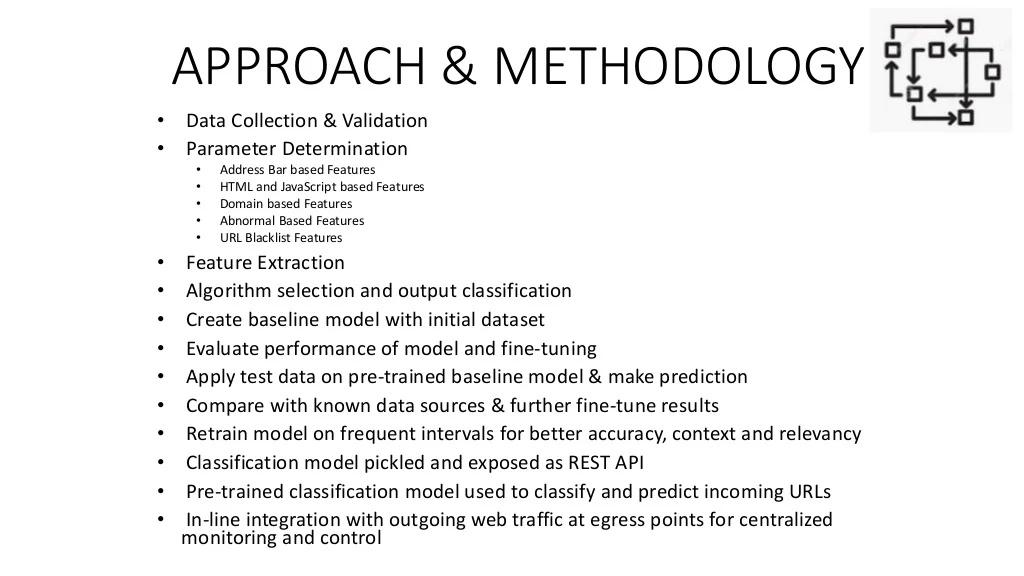 APPROACH & METHODOLOGY
• Data Collection & Validation
• Parameter Determination
• Address Bar based Features
• HTML and JavaScript based Features
• Domain based Features
• Abnormal Based Features
• URL Blacklist Features
• Feature Extraction
• Algorithm selection and output classification
• Create baseline model with initial dataset
• Evaluate performance of model and fine-tuning
• Apply test data on pre-trained baseline model & make prediction
• Compare with known data sources & further fine-tune results
• Retrain model on frequent intervals for better accuracy, context and relevancy
• Classification model pickled and exposed as REST API
• Pre-trained classification model used to classify and predict incoming URLs
• In-line integration with outgoing web traffic at egress points for centralized
monitoring and control